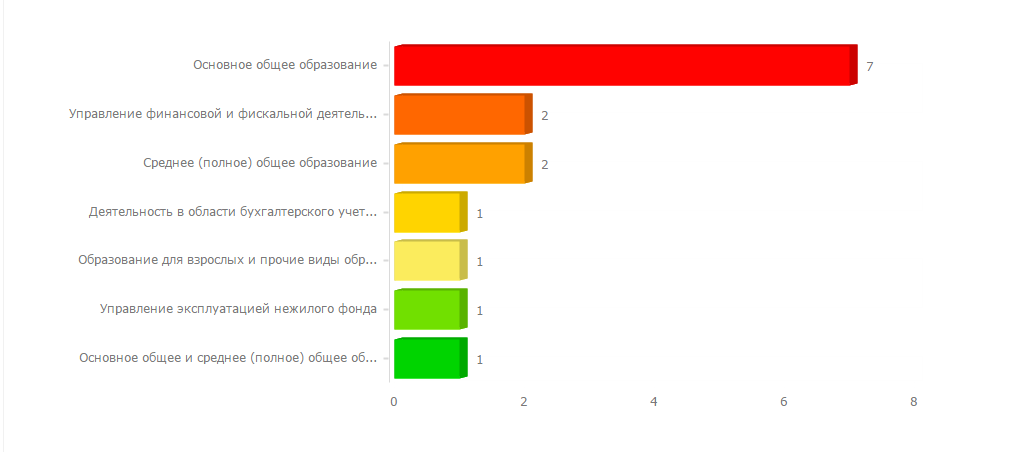 Основное общее образование
7
Управление финансовой и фискальной деятель...
2
Среднее (полное) общее образование
2
Деятельность в области бухгалтерского учет...
1
Образование для взрослых и прочие виды обр...
1
Управление эксплуатацией нежилого фонда
1
Основное общее и среднее (полное) общее об...
1
0 2 4 6 8